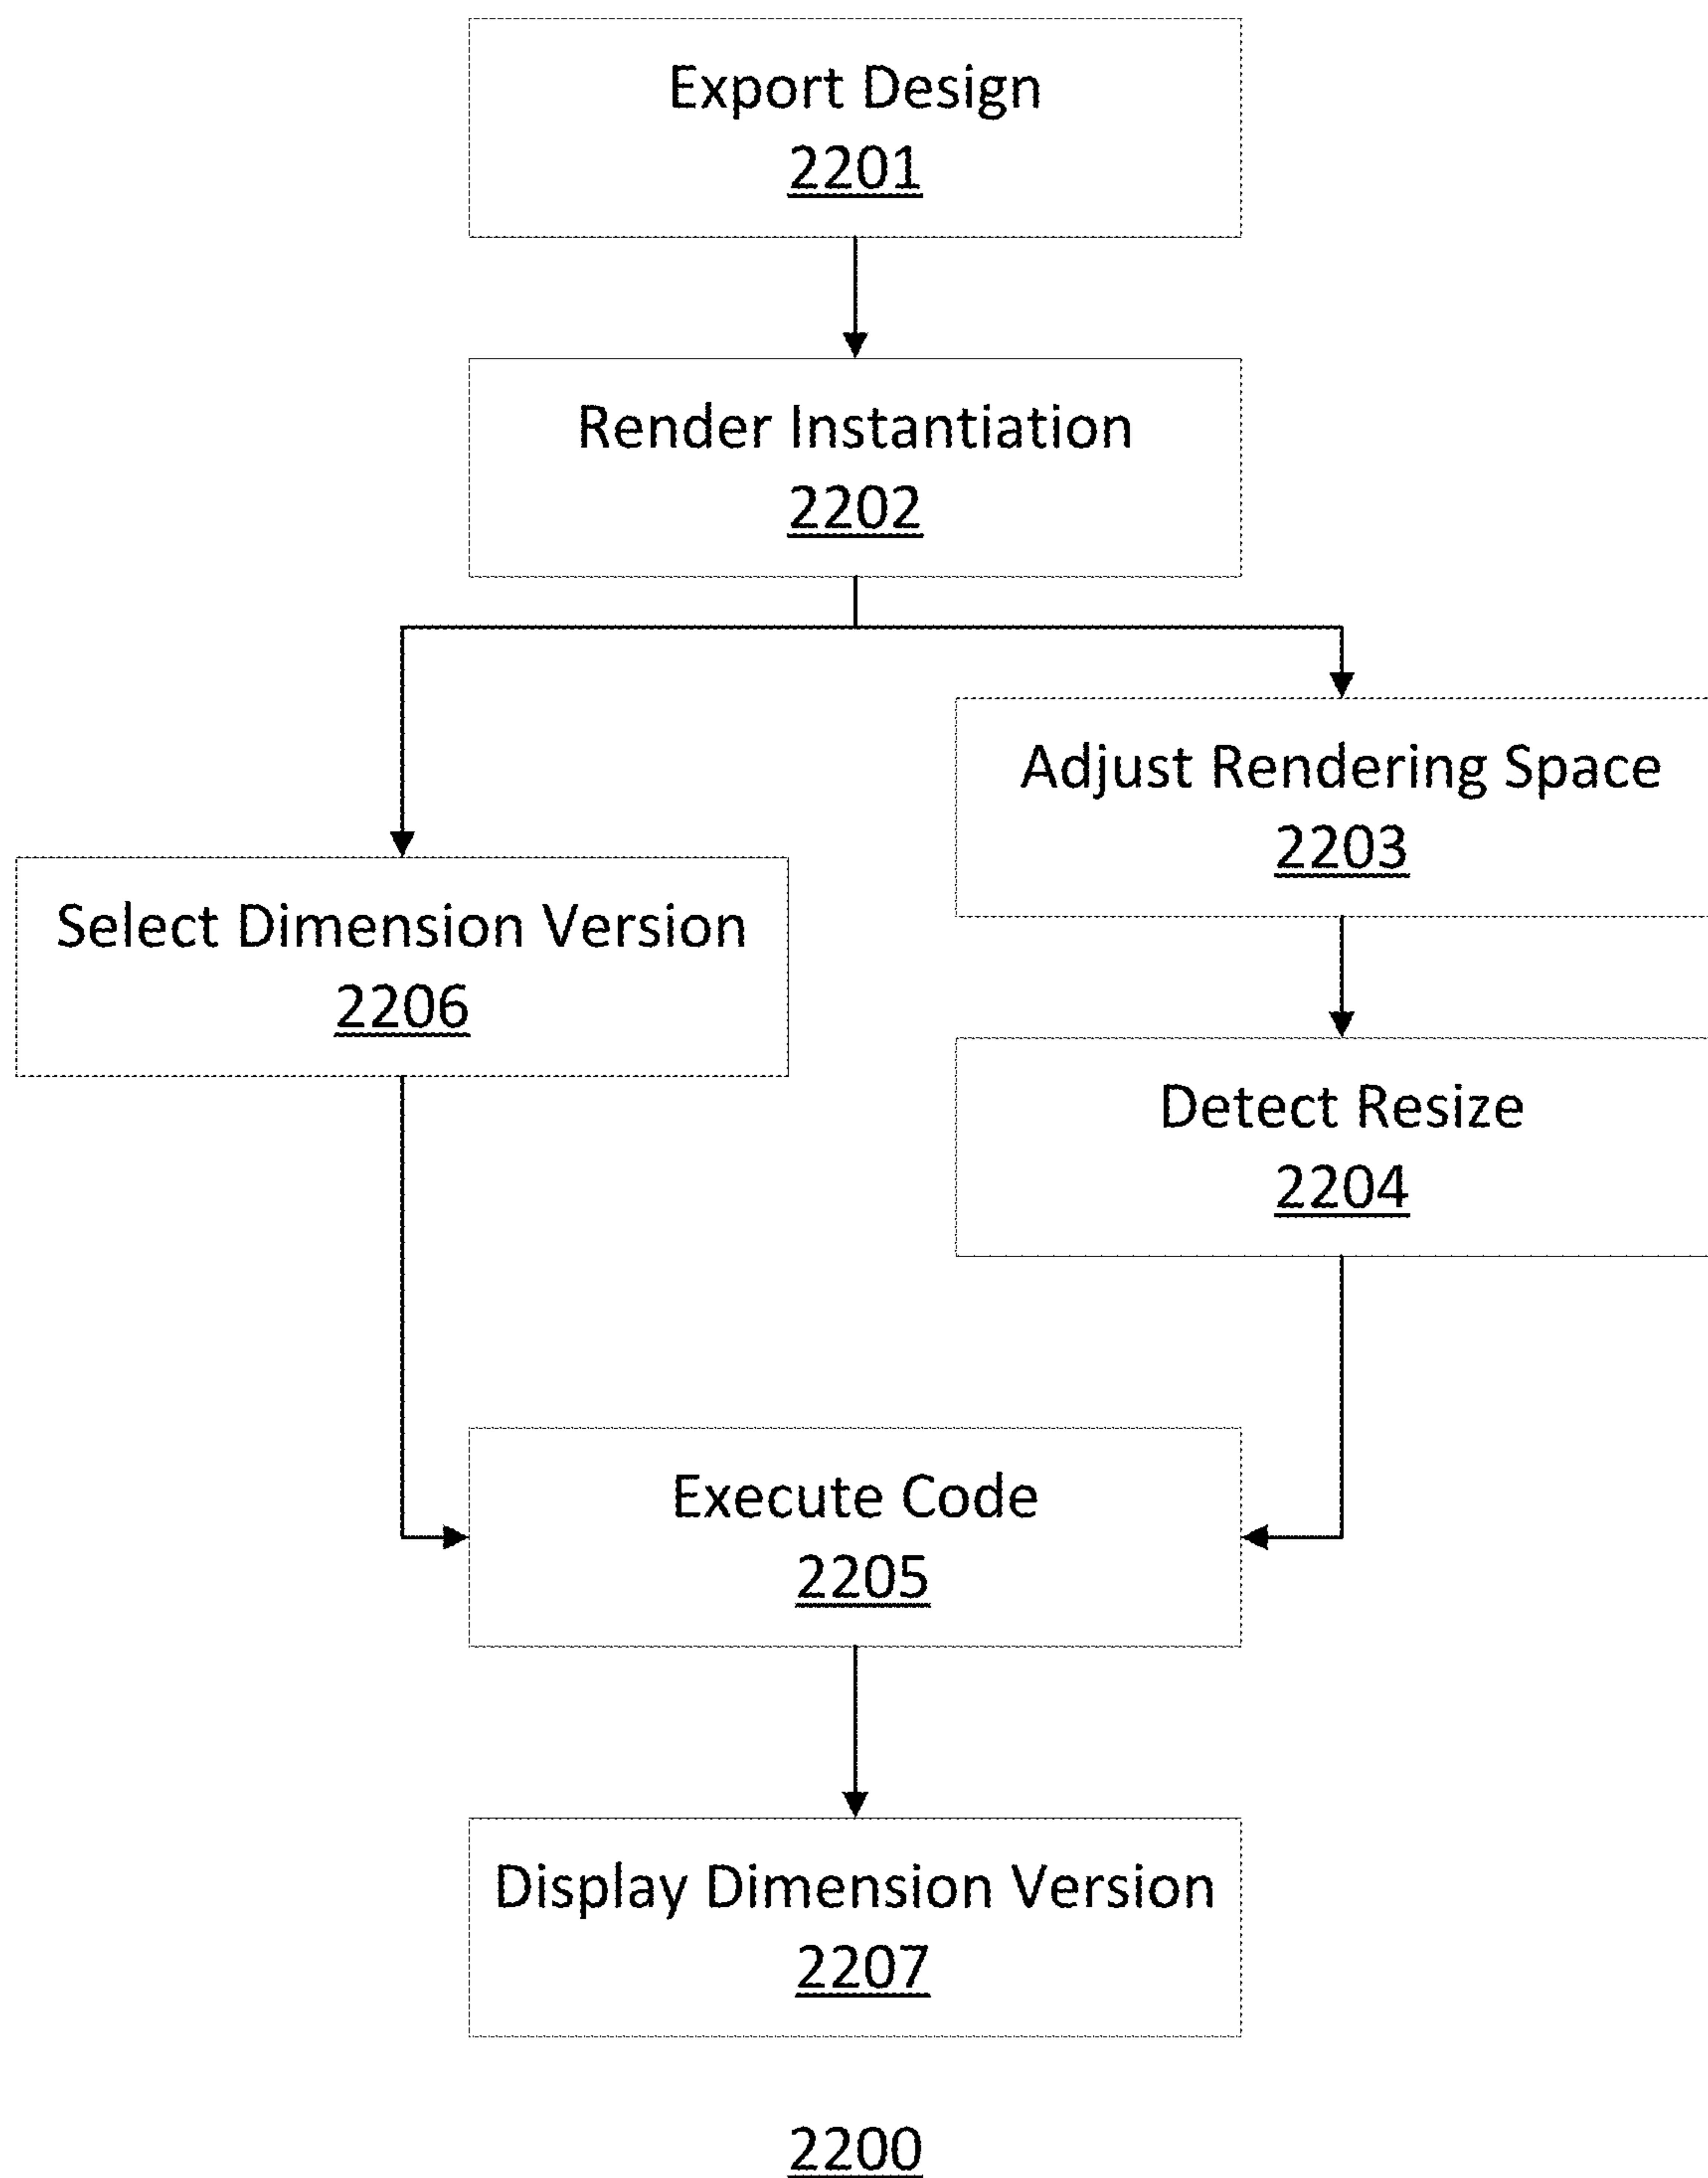 Export Design
2201
Render Instantiation
2202
Adjust Rendering Space
2203
Select Dimension Version
2206
Detect Resize
2204
Execute Code
2205
Display Dimension Version
2207
2200